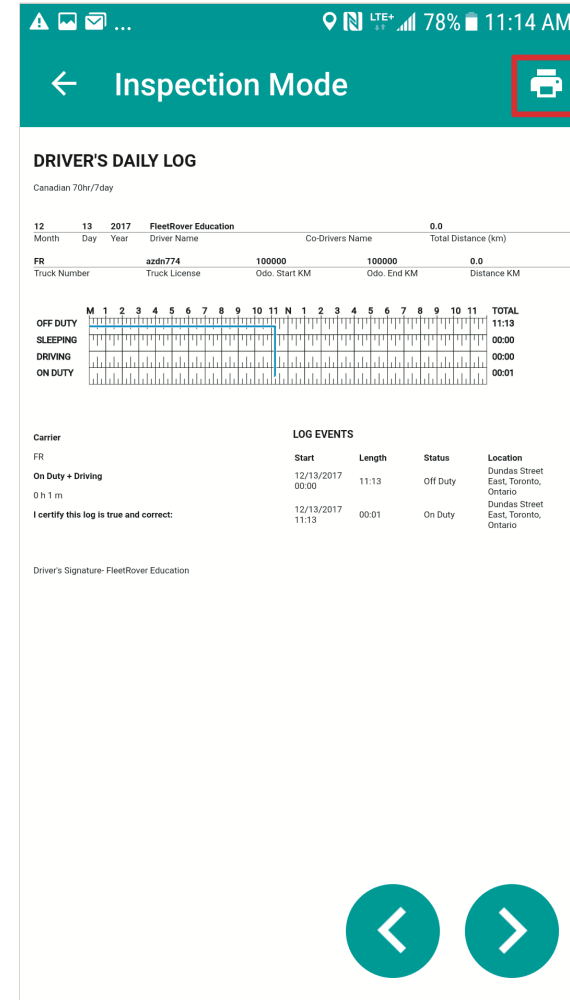 ... LTE+ 78% 11:14 AM
Inspection Mode
DRIVER'S DAILY LOG
Canadian 70hr/7day
12 13 2017 FleetRover Education 0.0
Month Day Year Driver Name Co-Drivers Name Total Distance (km)
FR azdn774 100000 100000 0.0
Truck Number Truck License Odo. Start KM Odo. End KM Distance KM
M 1 2 3 4 5 6 7 8 9 10 11 N 1 2 3 4 5 6 7 8 9 10 11 TOTAL
OFF DUTY 11:13
SLEEPING 00:00
DRIVING 00:00
ON DUTY 00:01
Carrier
FR
On Duty + Driving
0 h 1 m
I certify this log is true and correct:
LOG EVENTS
Start Length Status Location
12/13/2017 00:00 11:13 Off Duty Dundas Street East, Toronto, Ontario
12/13/2017 11:13 00:01 On Duty Dundas Street East, Toronto, Ontario
Driver's Signature- FleetRover Education